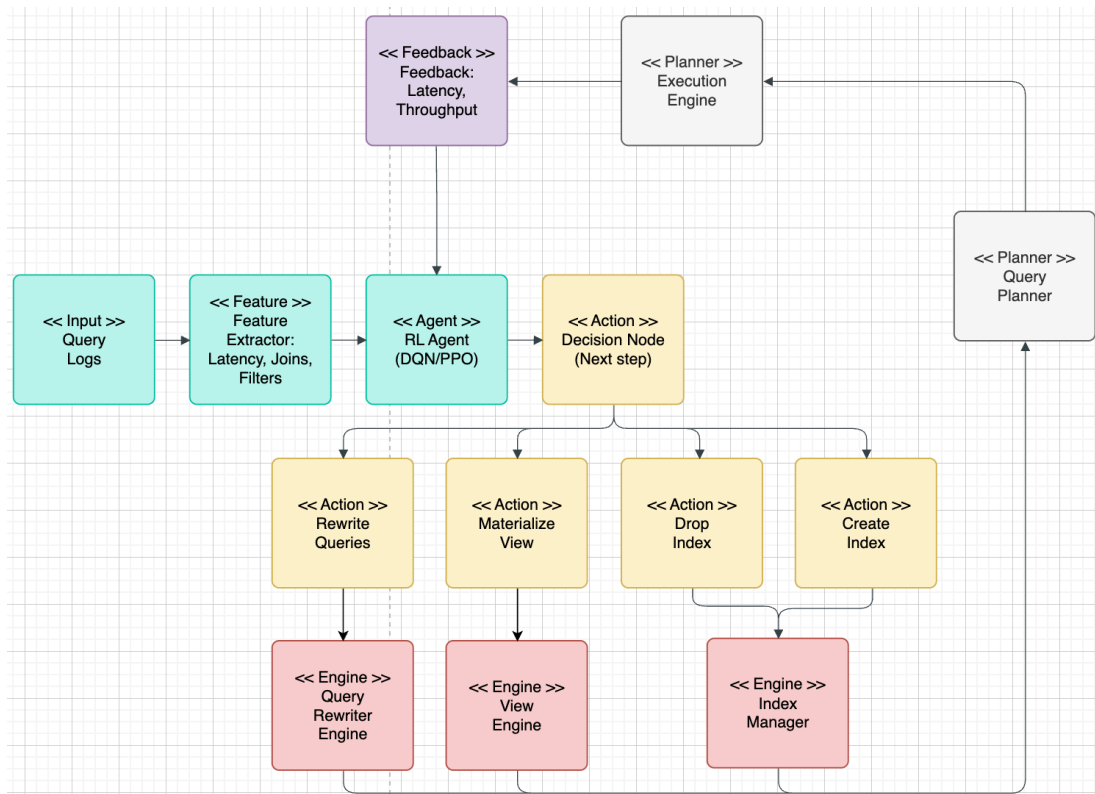 << Feedback >>
Feedback:
Latency,
Throughput
<< Planner >>
Execution
Engine
<< Planner >>
Query
Planner
<< Input >>
Query
Logs
<< Feature >>
Feature
Extractor:
Latency, Joins,
Filters
<< Agent >>
RL Agent
(DQN/PPO)
<< Action >>
Decision Node
(Next step)
<< Action >>
Rewrite
Queries
<< Action >>
Materialize
View
<< Action >>
Drop
Index
<< Action >>
Create
Index
<< Engine >>
Query
Rewriter
Engine
<< Engine >>
View
Engine
<< Engine >>
Index
Manager